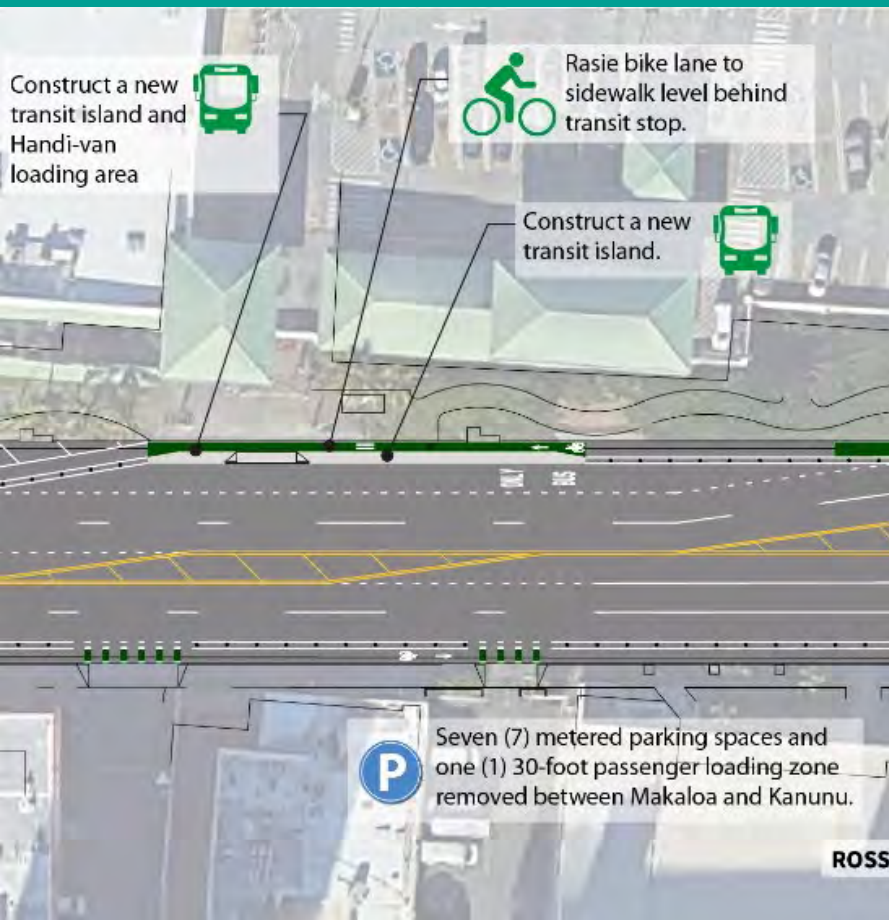 Construct a new
transit island and
Handi-van
loading area
Rasie bike lane to
sidewalk level behind
transit stop.
Construct a new
transit island.
ONLY
BUS
P
Seven (7) metered parking spaces and
one (1) 30-foot passenger loading zone
removed between Makaloa and Kanunu.
ROSS